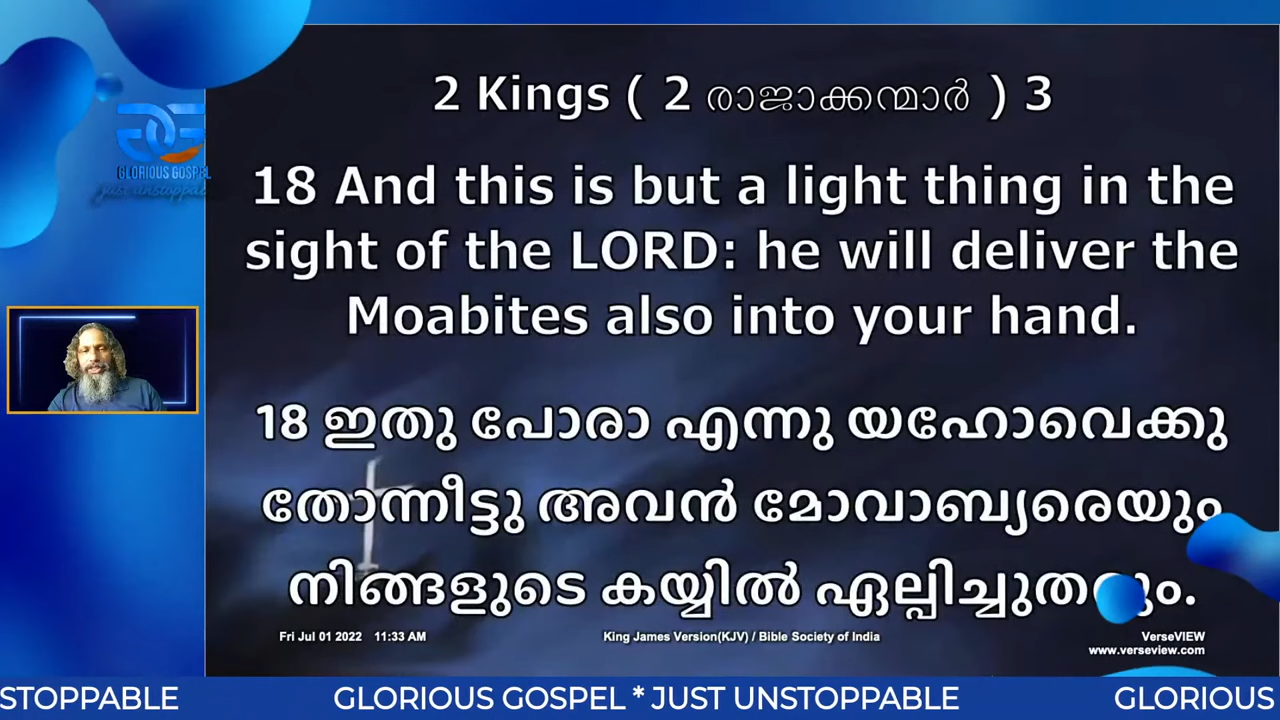 2 Kings ( 2 രാജാക്കന്മാർ ) 3
GLORIOUS GOSPEL
just unstoppab
18 And this is but a light thing in the
sight of the LORD: he will deliver the
Moabites also into your hand.
18 ഇതു പോരാ എന്നു യഹോവെക്കു
തോന്നീട്ടു അവൻ മോവാബ്യരെയും
നിങ്ങളുടെ കയ്യിൽ
Fri Jul 01 2022 11:33 AM
King James Version(KJV) / Bible Society of India
VerseVIEW
www.verseview.com
STOPPABLE GLORIOUS GOSPEL * JUST UNSTOPPABLE GLORIOUS